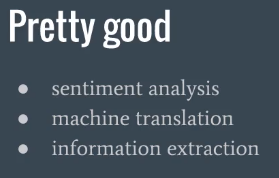 Pretty good
● sentiment analysis
● machine translation
● information extraction